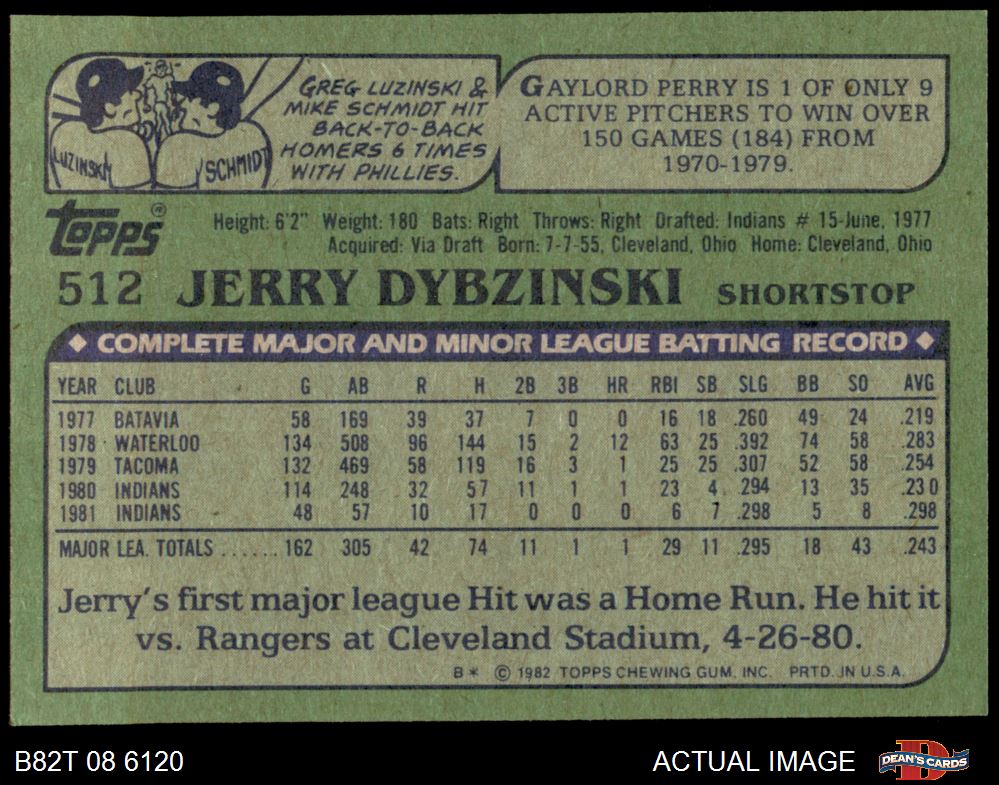 LUZINSKI
SCHMIDT
GREG LUZINSKI &
MIKE SCHMIDT HIT
BACK-TO-BACK
HOMERS 6 TIMES
WITH PHILLIES.
GAYLORD PERRY IS 1 OF ONLY 9
ACTIVE PITCHERS TO WIN OVER
150 GAMES (184) FROM
1970-1979.
topps®
Height: 6'2" Weight: 180 Bats: Right Throws: Right Drafted: Indians # 15-June, 1977
Acquired: Via Draft Born: 7-7-55, Cleveland, Ohio Home: Cleveland, Ohio
512 JERRY DYBZINSKI SHORTSTOP
◆ COMPLETE MAJOR AND MINOR LEAGUE BATTING RECORD ◆
YEAR CLUB G AB R H 2B 3B HR RBI SB SLG BB SO AVG
1977 BATAVIA 58 169 39 37 7 0 0 16 18 .260 49 24 .219
1978 WATERLOO 134 508 96 144 15 2 12 63 25 .392 74 58 .283
1979 TACOMA 132 469 58 119 16 3 1 25 25 .307 52 58 .254
1980 INDIANS 114 248 32 57 11 1 1 23 4 .294 13 35 .230
1981 INDIANS 48 57 10 17 0 0 0 6 7 .298 5 8 .298
MAJOR LEA. TOTALS ...... 162 305 42 74 11 1 1 29 11 .295 18 43 .243
Jerry's first major league Hit was a Home Run. He hit it
vs. Rangers at Cleveland Stadium, 4-26-80.
B* © 1982 TOPPS CHEWING GUM, INC. PRTD. IN U.S.A.
B82T 08 6120
ACTUAL IMAGE
DEAN'S CARDS